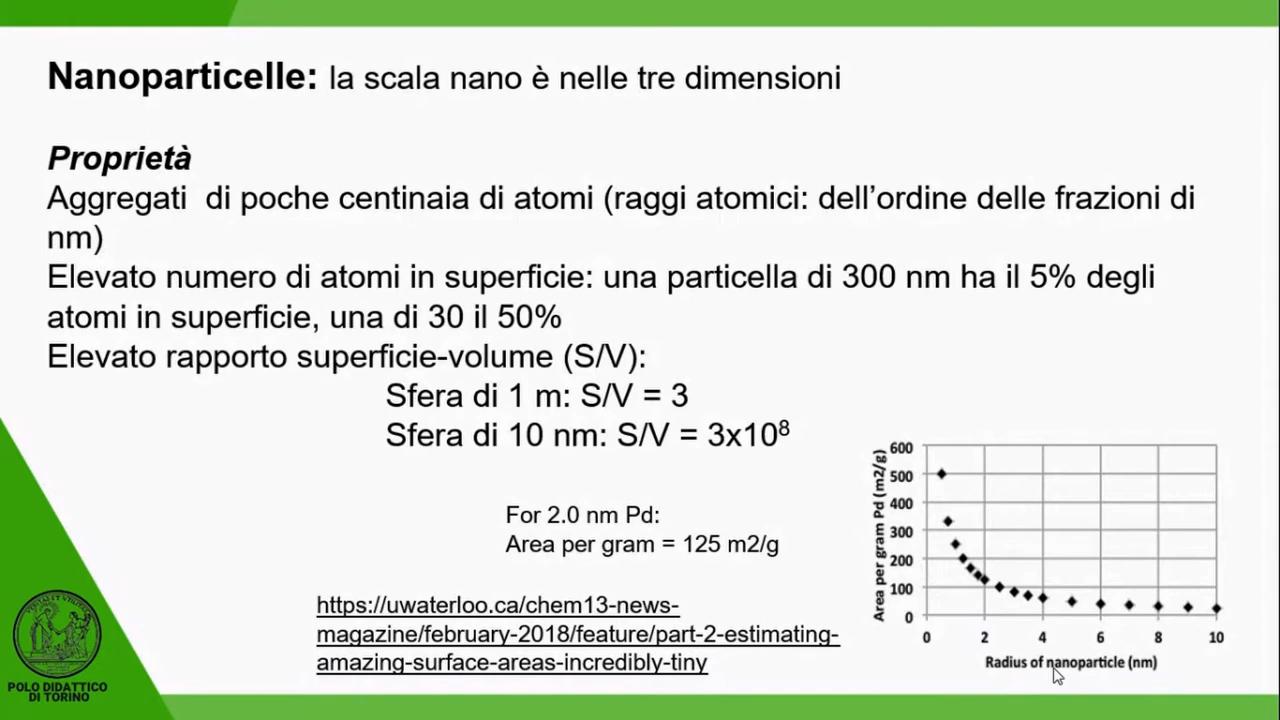 Nanoparticelle: la scala nano è nelle tre dimensioni
Proprietà
Aggregati di poche centinaia di atomi (raggi atomici: dell’ordine delle frazioni di
nm)
Elevato numero di atomi in superficie: una particella di 300 nm ha il 5% degli
atomi in superficie, una di 30 il 50%
Elevato rapporto superficie-volume (S/V):
Sfera di 1 m: S/V = 3
Sfera di 10 nm: S/V = 3x10⁸
For 2.0 nm Pd:
Area per gram = 125 m2/g
https://uwaterloo.ca/chem13-news-
magazine/february-2018/feature/part-2-estimating-
amazing-surface-areas-incredibly-tiny
Area per gram Pd (m2/g)
600
500
400
300
200
100
0
0 2 4 6 8 10
Radius of nanoparticle (nm)
POLO DIDATTICO
DI TORINO